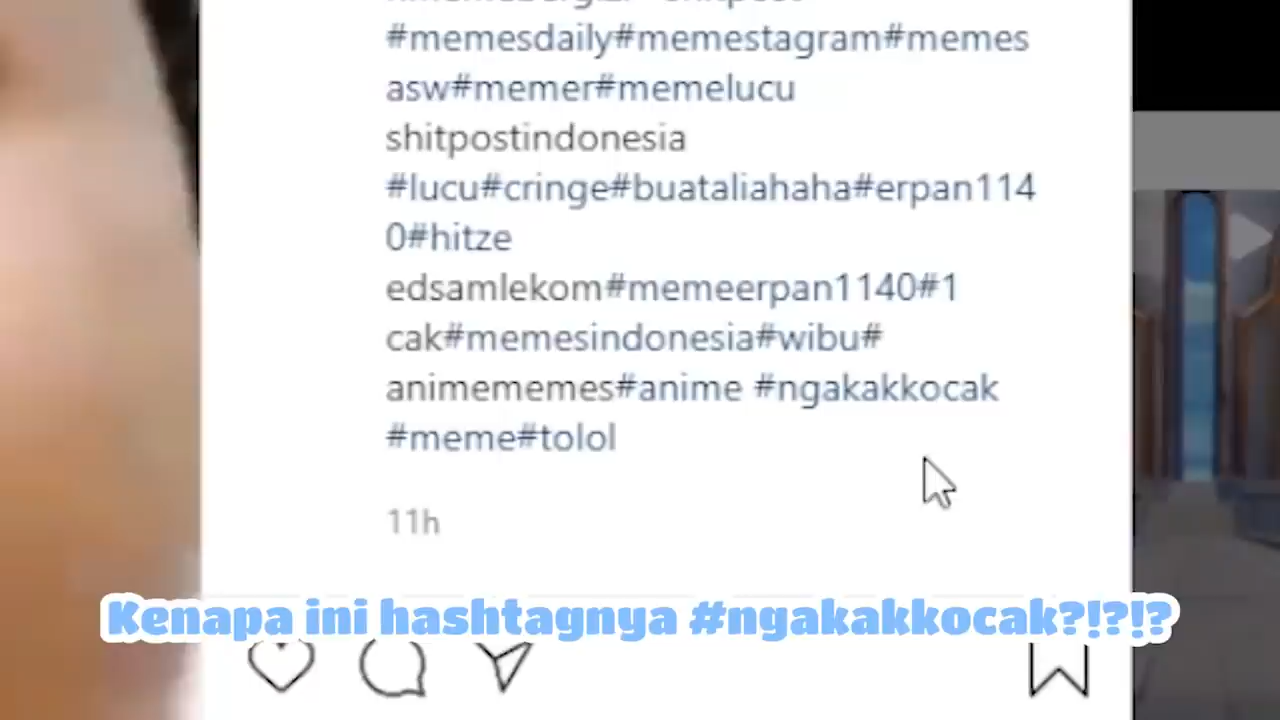 #memesdaily#memestagram#memes
asw#memer#memelucu
shitpostindonesia
#lucu#cringe#buataliahaha#erpan114
0#hitze
edsamlekom#memeerpan1140#1
cak#memesindonesia#wibu#
animememes#anime #ngakakkocak
#meme#tolol
11h
Kenapa ini hashtagnya #ngakakkocak?!?!?